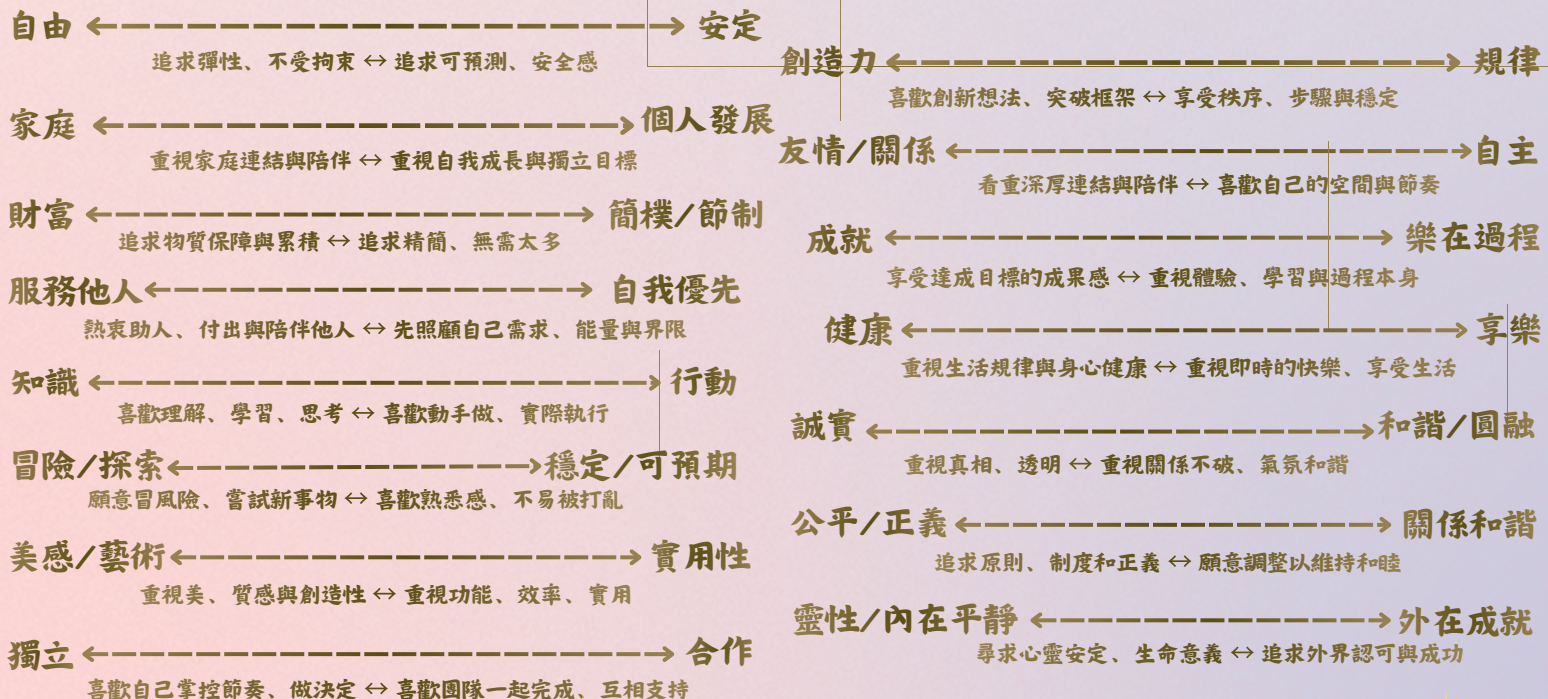 自由 ←→ 安定
追求彈性、不受拘束 ↔ 追求可預測、安全感
家庭 ←→ 個人發展
重視家庭連結與陪伴 ↔ 重視自我成長與獨立目標
財富 ←→ 簡樸/節制
追求物質保障與累積 ↔ 追求精簡、無需太多
服務他人 ←→ 自我優先
熱衷助人、付出與陪伴他人 ↔ 先照顧自己需求、能量與界限
知識 ←→ 行動
喜歡理解、學習、思考 ↔ 喜歡動手做、實際執行
冒險/探索 ←→ 穩定/可預期
願意冒風險、嘗試新事物 ↔ 喜歡熟悉感、不易被打亂
美感/藝術 ←→ 實用性
重視美、質感與創造性 ↔ 重視功能、效率、實用
獨立 ←→ 合作
喜歡自己掌控節奏、做決定 ↔ 喜歡團隊一起完成、互相支持
創造力 ←→ 規律
喜歡創新想法、突破框架 ↔ 享受秩序、步驟與穩定
友情/關係 ←→ 自主
看重深厚連結與陪伴 ↔ 喜歡自己的空間與節奏
成就 ←→ 樂在過程
享受達成目標的成果感 ↔ 重視體驗、學習與過程本身
健康 ←→ 享樂
重視生活規律與身心健康 ↔ 重視即時的快樂、享受生活
誠實 ←→ 和諧/圓融
重視真相、透明 ↔ 重視關係不破、氣氛和諧
公平/正義 ←→ 關係和諧
追求原則、制度和正義 ↔ 願意調整以維持和睦
靈性/內在平靜 ←→ 外在成就
尋求心靈安定、生命意義 ↔ 追求外界認可與成功